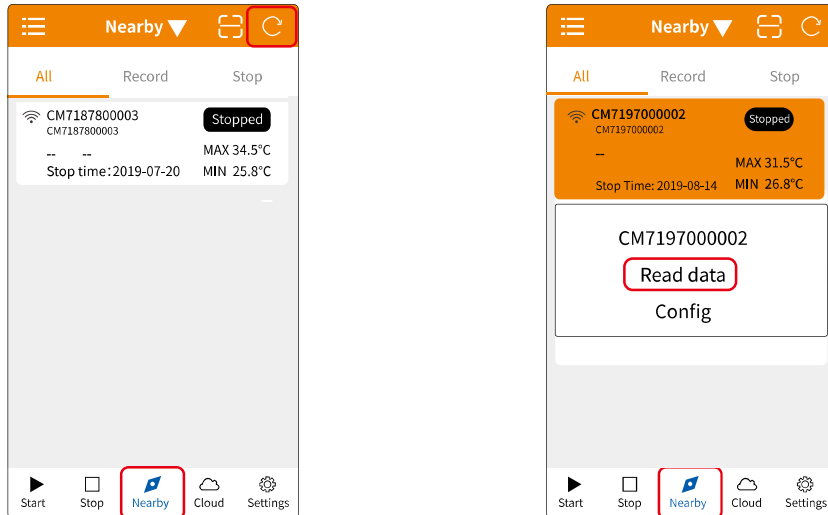 Nearby
All Record Stop
CM7187800003 Stopped
CM7187800003
-- -- MAX 34.5°C
Stop time:2019-07-20 MIN 25.8°C
Start Stop Nearby Cloud Settings
Nearby
All Record Stop
CM7197000002 Stopped
CM7197000002
-- MAX 31.5°C
Stop Time: 2019-08-14 MIN 26.8°C
CM7197000002
Read data
Config
Start Stop Nearby Cloud Settings